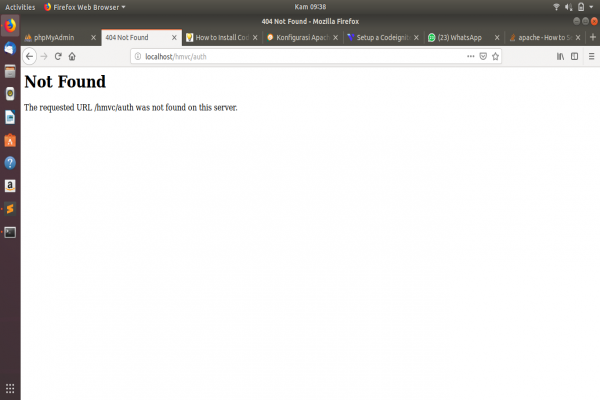 Activities
Firefox Web Browser
Kam 09:38
404 Not Found - Mozilla Firefox
phpMyAdmin
404 Not Found
How to Install Cod
Konfigurasi Apach
Setup a Codeignit
(23) WhatsApp
apache - How to Se
localhost/hmvc/auth
Not Found
The requested URL /hmvc/auth was not found on this server.